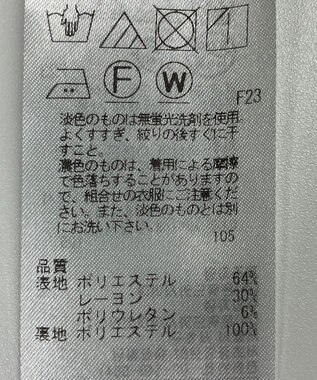 F W
F23
淡色のものは無蛍光洗剤を使用
よくすすぎ、絞りの後すぐに干
すこと。
濃色のものは、着用による摩擦
で色落ちすることがありますの
で、組合せの衣服にご注意くだ
さい。また、淡色のものとは別
にお洗い下さい。
105
品質
表地 ポリエステル 64%
レーヨン 30%
ポリウレタン 6%
裏地 ポリエステル 100%